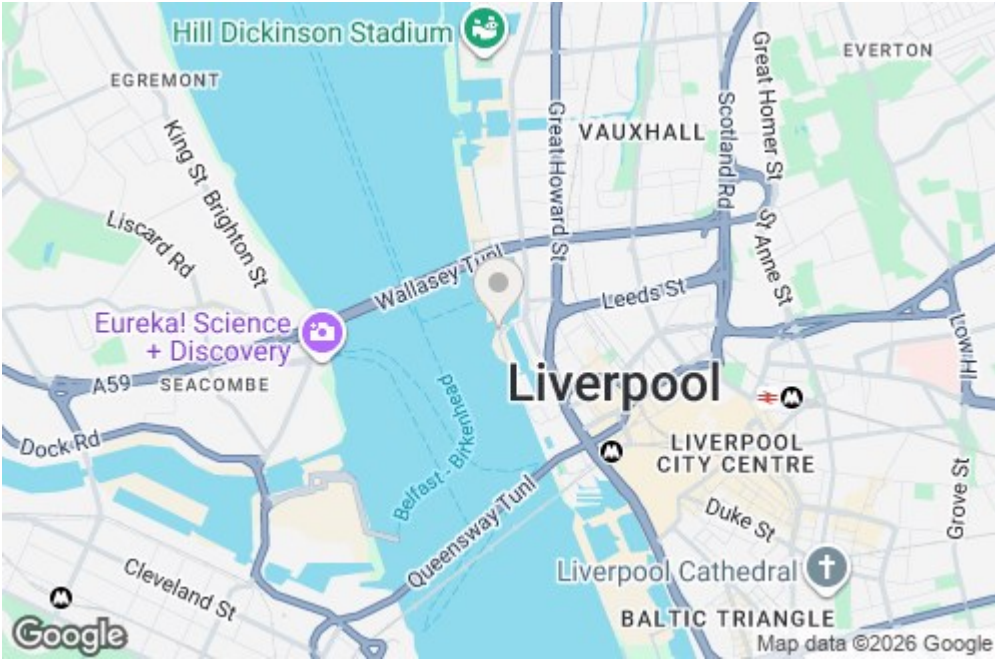 Hill Dickinson Stadium
EVERTON
EGREMONT
Great Homer St
Scotland Rd
Great Howard St
VAUXHALL
King St
Brighton St
Liscard Rd
St Anne St
Wallasey Tunl
Leeds St
Eureka! Science
+ Discovery
Low Hill
A59
SEACOMBE
Liverpool
Belfast - Birkenhead
Dock Rd
LIVERPOOL
CITY CENTRE
Grove St
Queensway Tunl
Duke St
Cleveland St
Liverpool Cathedral
BALTIC TRIANGLE
Google
Map data ©2026 Google